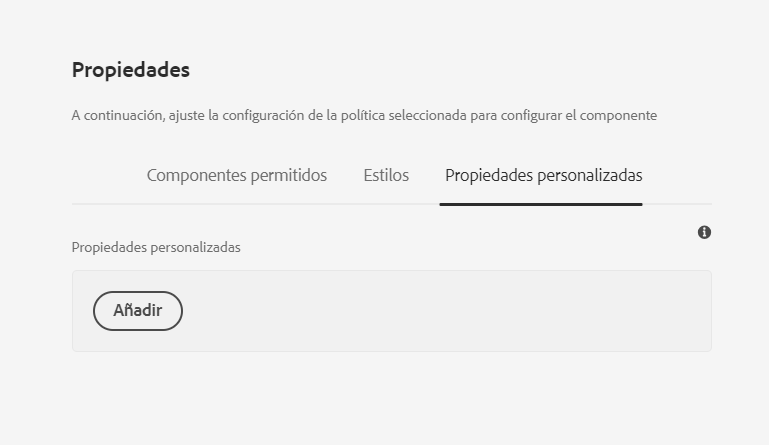 Propiedades
A continuación, ajuste la configuración de la política seleccionada para configurar el componente
Componentes permitidos Estilos Propiedades personalizadas
Propiedades personalizadas
Añadir